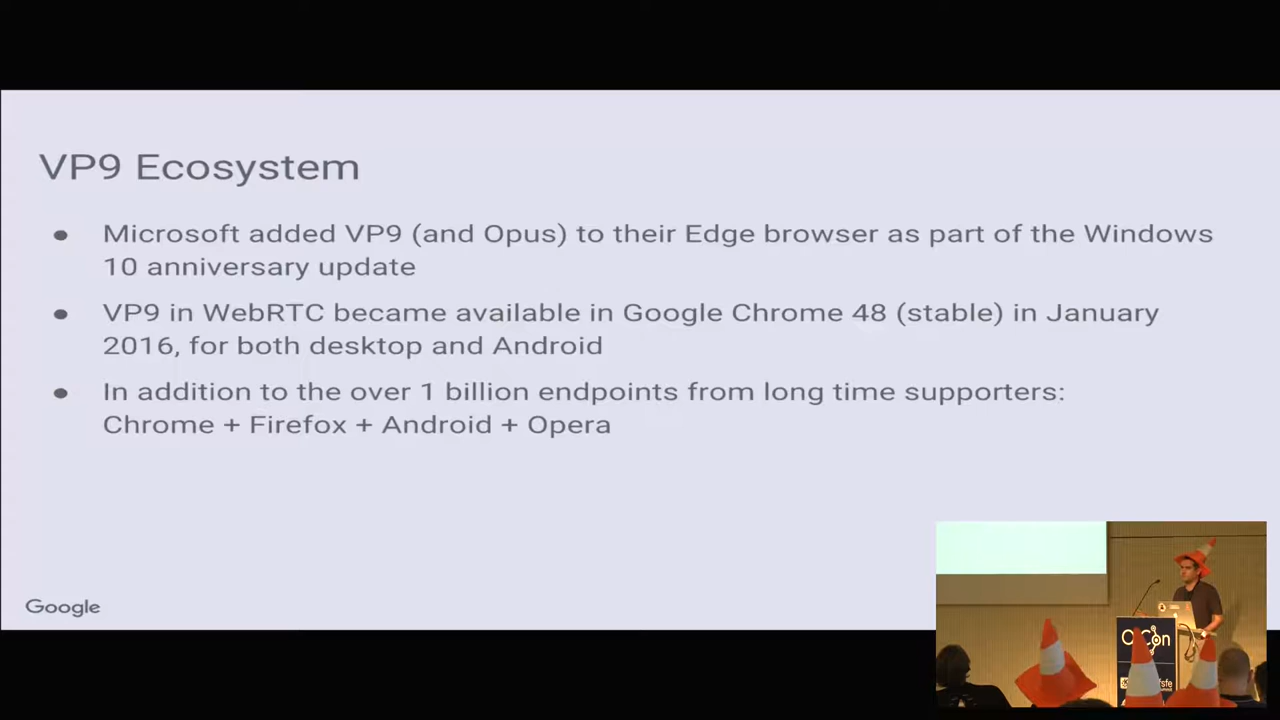 VP9 Ecosystem
● Microsoft added VP9 (and Opus) to their Edge browser as part of the Windows
10 anniversary update
● VP9 in WebRTC became available in Google Chrome 48 (stable) in January
2016, for both desktop and Android
● In addition to the over 1 billion endpoints from long time supporters:
Chrome + Firefox + Android + Opera
Google
fsfe